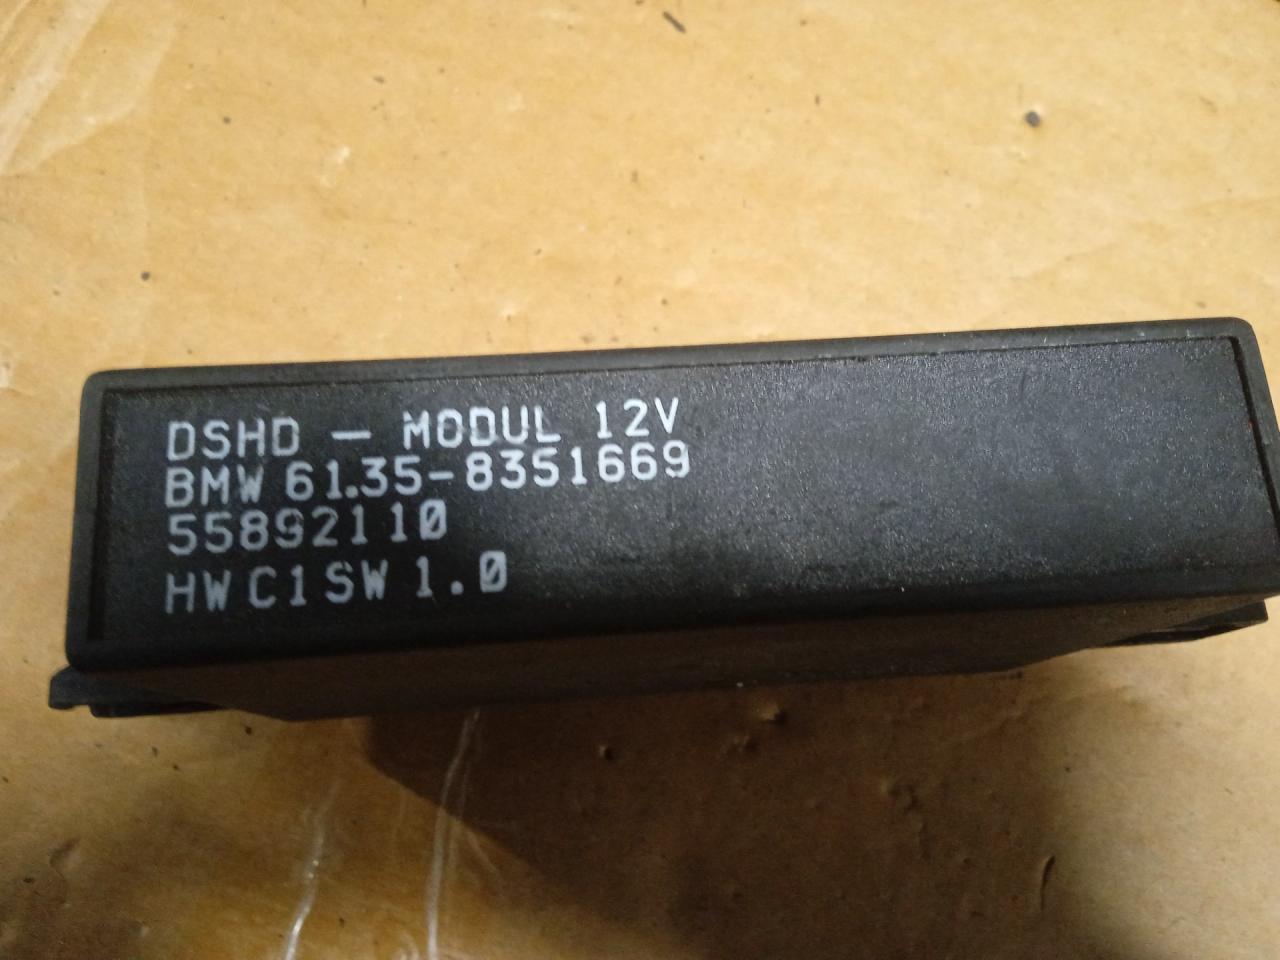 DSHD - MODUL 12V
BMW 61.35-8351669
55892110
HW C1 SW 1.0